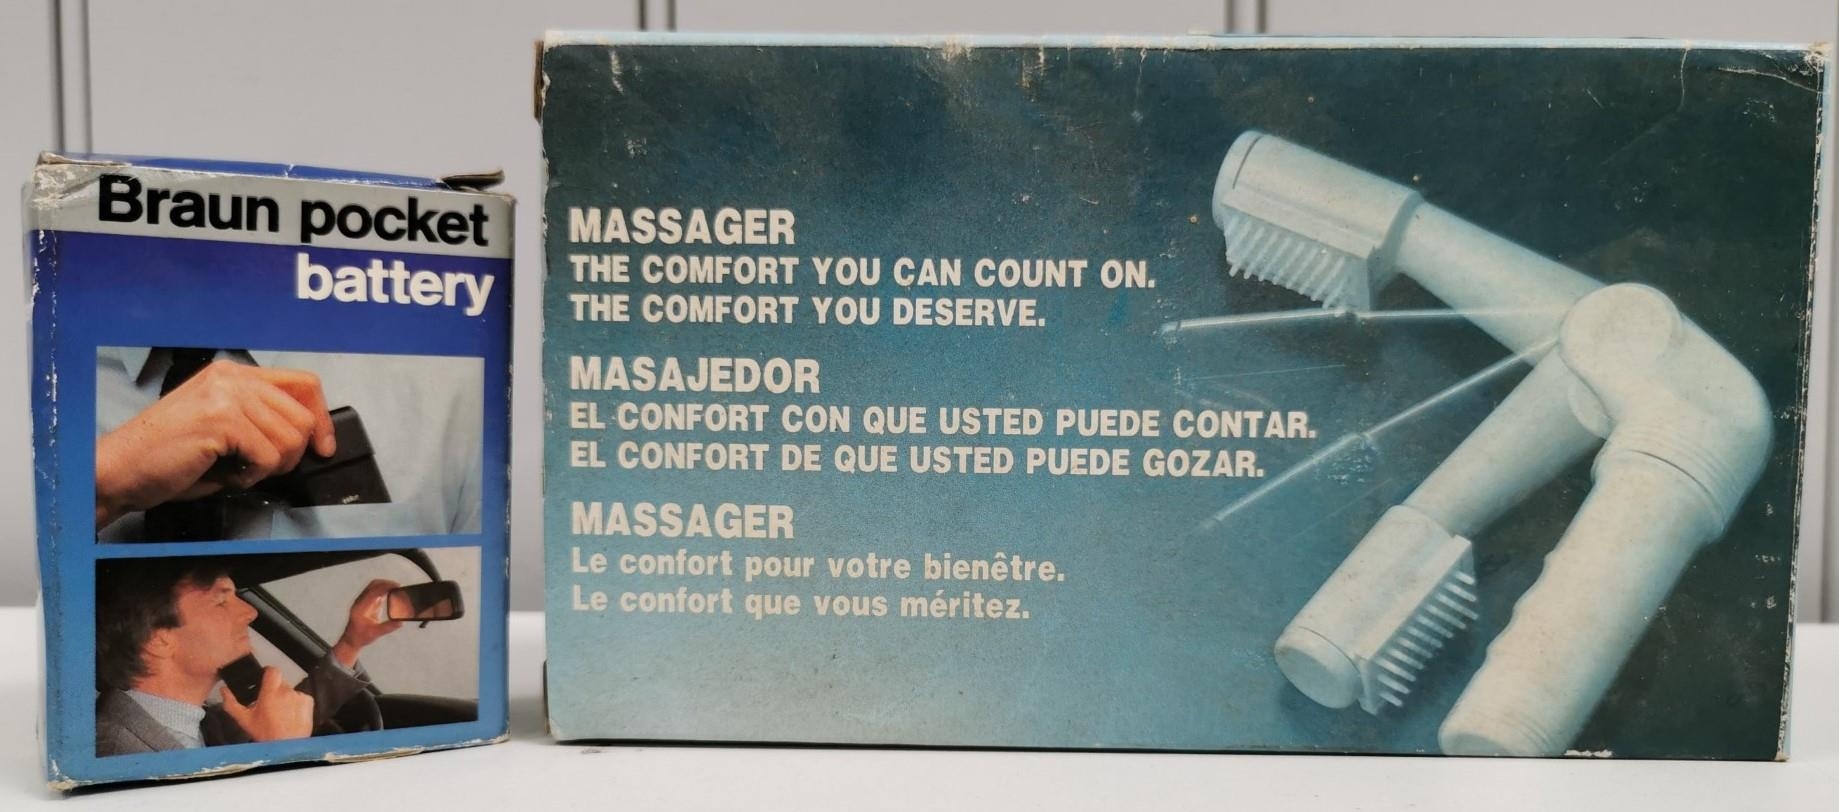 Braun pocket
battery
MASSAGER
THE COMFORT YOU CAN COUNT ON.
THE COMFORT YOU DESERVE.
MASAJEDOR
EL CONFORT CON QUE USTED PUEDE CONTAR.
EL CONFORT DE QUE USTED PUEDE GOZAR.
MASSAGER
Le confort pour votre bienêtre.
Le confort que vous méritez.